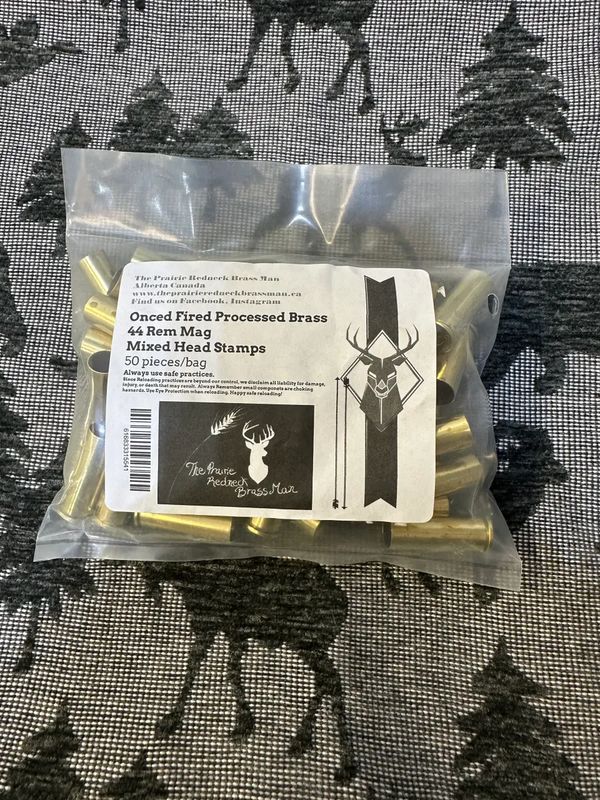 The Prairie Redneck Brass Man
Alberta Canada
www.theprairieredneckbrassman.ca
Find us on Facebook, Instagram
Onced Fired Processed Brass
44 Rem Mag
Mixed Head Stamps
50 pieces/bag
Always use safe practices.
Since Reloading practices are beyond our control, we disclaim all liability for damage,
injury, or death that may result. Always Remember small componets are choking
hazards. Use Eye Protection when reloading. Happy safe reloading!
The Prairie
Redneck
Brass Man